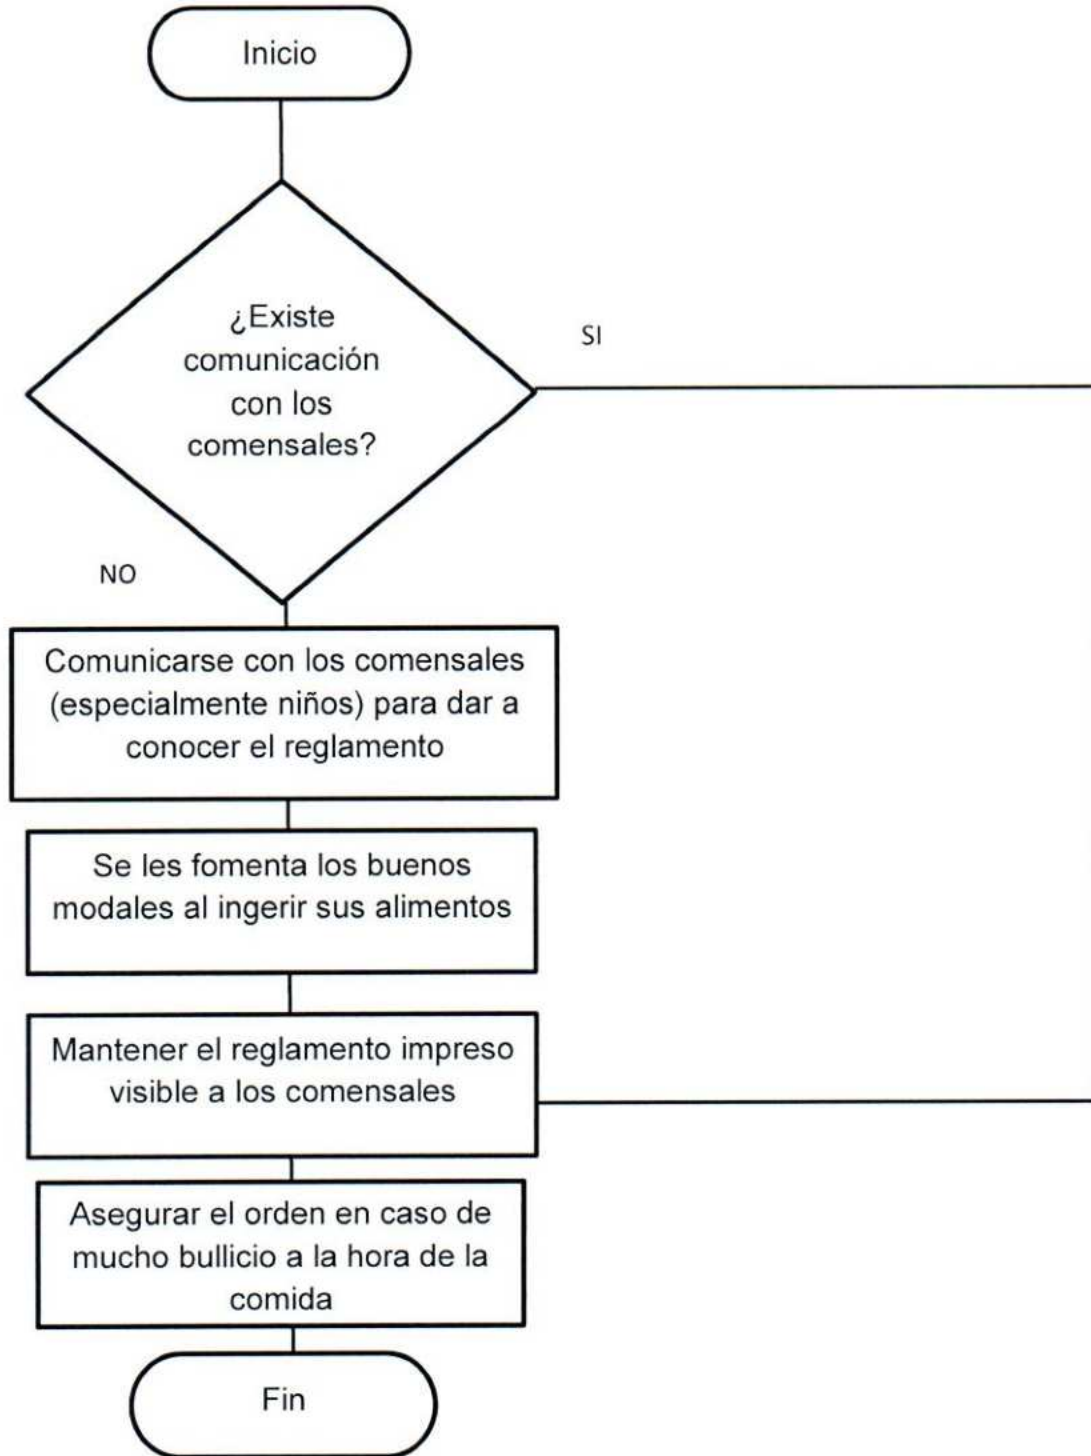 Inicio
¿Existe
comunicación
con los
comensales?
SI
NO
Comunicarse con los comensales
(especialmente niños) para dar a
conocer el reglamento
Se les fomenta los buenos
modales al ingerir sus alimentos
Mantener el reglamento impreso
visible a los comensales
Asegurar el orden en caso de
mucho bullicio a la hora de la
comida
Fin